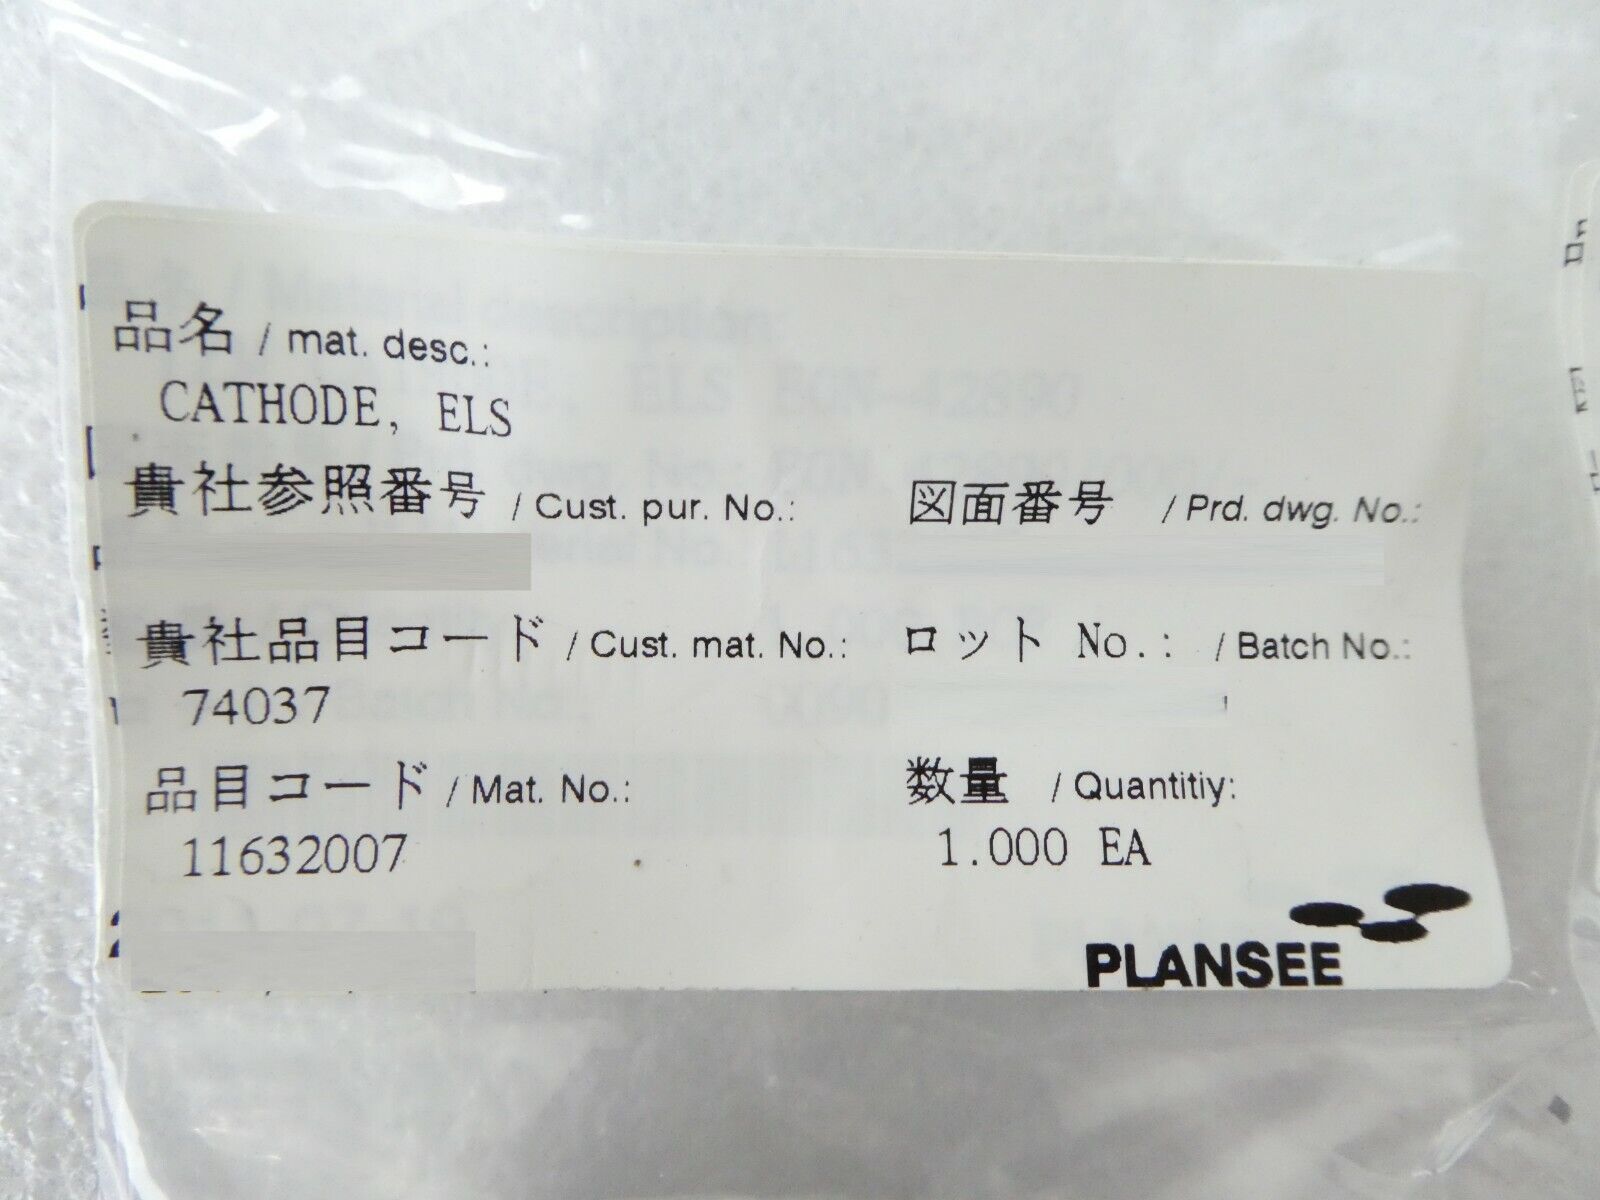 品名 / mat. desc.:
CATHODE, ELS
貴社参照番号 / Cust. pur. No.:
図面番号 / Prd. dwg. No.:
貴社品目コード / Cust. mat. No.:
74037
ロット No.: / Batch No.:
品目コード / Mat. No.:
11632007
数量 / Quantitiy:
1.000 EA
PLANSEE